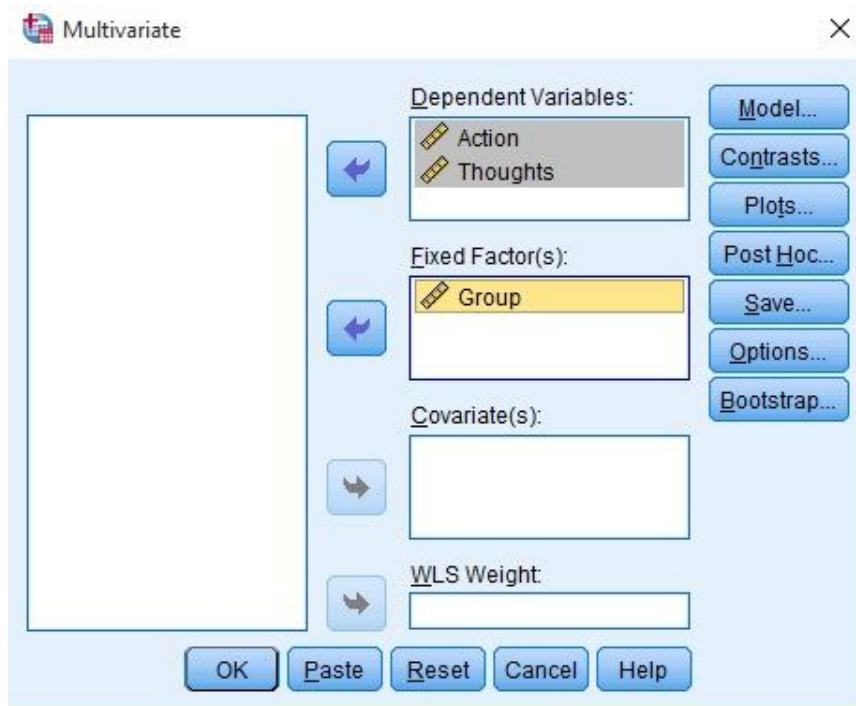 Multivariate
Dependent Variables:
Action
Thoughts
Fixed Factor(s):
Group
Covariate(s):
WLS Weight:
Model...
Contrasts...
Plots...
Post Hoc...
Save...
Options...
Bootstrap...
OK Paste Reset Cancel Help